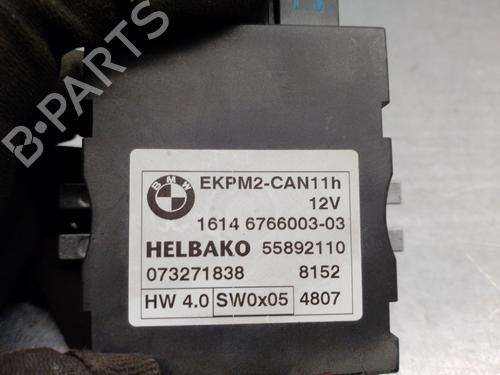 B-PARTS
BMW
EKPM2-CAN11h
12V
1614 6766003-03
HELBAKO 55892110
073271838 8152
HW 4.0 SW0x05 4807